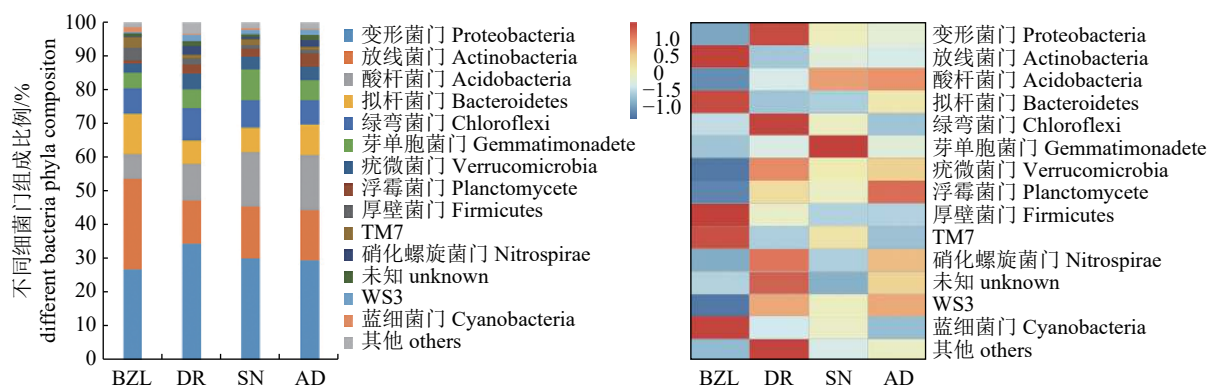 不同细菌门组成比例/%
different bacteria phyla compositon
100
90
80
70
60
50
40
30
20
10
0
BZL DR SN AD
变形菌门 Proteobacteria
放线菌门 Actinobacteria
酸杆菌门 Acidobacteria
拟杆菌门 Bacteroidetes
绿弯菌门 Chloroflexi
芽单胞菌门 Gemmatimonadete
疣微菌门 Verrucomicrobia
浮霉菌门 Planctomycete
厚壁菌门 Firmicutes
TM7
硝化螺旋菌门 Nitrospirae
未知 unknown
WS3
蓝细菌门 Cyanobacteria
其他 others
1.0
0.5
0
−1.5
−1.0
变形菌门 Proteobacteria
放线菌门 Actinobacteria
酸杆菌门 Acidobacteria
拟杆菌门 Bacteroidetes
绿弯菌门 Chloroflexi
芽单胞菌门 Gemmatimonadete
疣微菌门 Verrucomicrobia
浮霉菌门 Planctomycete
厚壁菌门 Firmicutes
TM7
硝化螺旋菌门 Nitrospirae
未知 unknown
WS3
蓝细菌门 Cyanobacteria
其他 others
BZL DR SN AD